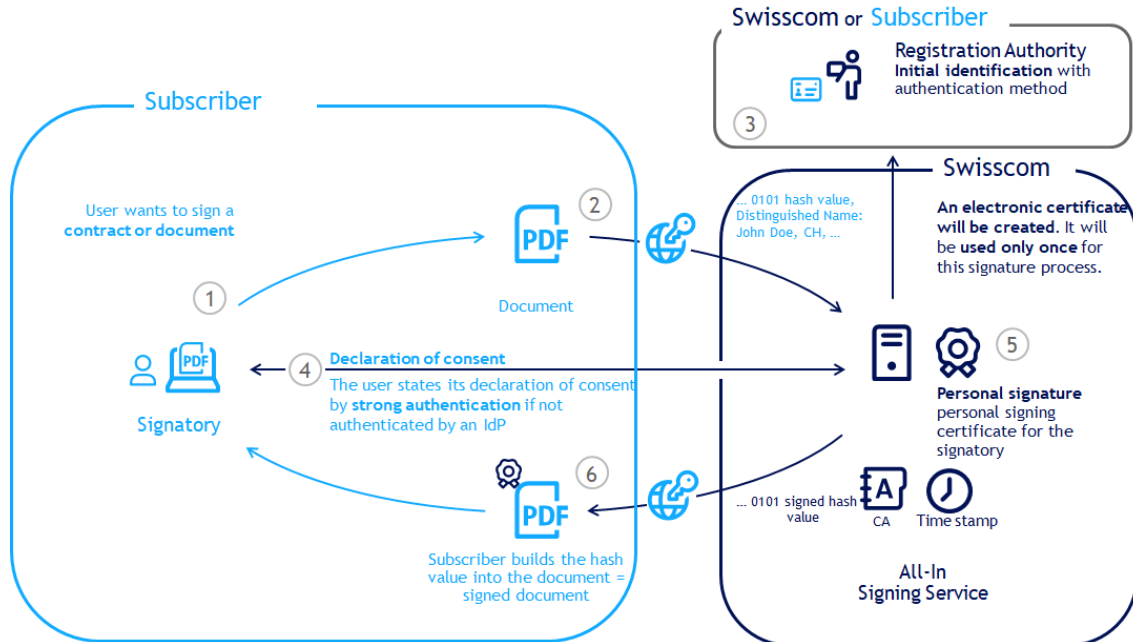 Swisscom or Subscriber
Registration Authority
Initial identification with
authentication method
3
Subscriber
Swisscom
User wants to sign a
contract or document
1
PDF
2
Document
... 0101 hash value,
Distinguished Name:
John Doe, CH, ...
An electronic certificate
will be created. It will
be used only once for
this signature process.
PDF
Signatory
4
Declaration of consent
The user states its declaration of consent
by strong authentication if not
authenticated by an IdP
5
Personal signature
personal signing
certificate for the
signatory
PDF
6
Subscriber builds the hash
value into the document =
signed document
... 0101 signed hash
value
A
CA
Time stamp
All-In
Signing Service